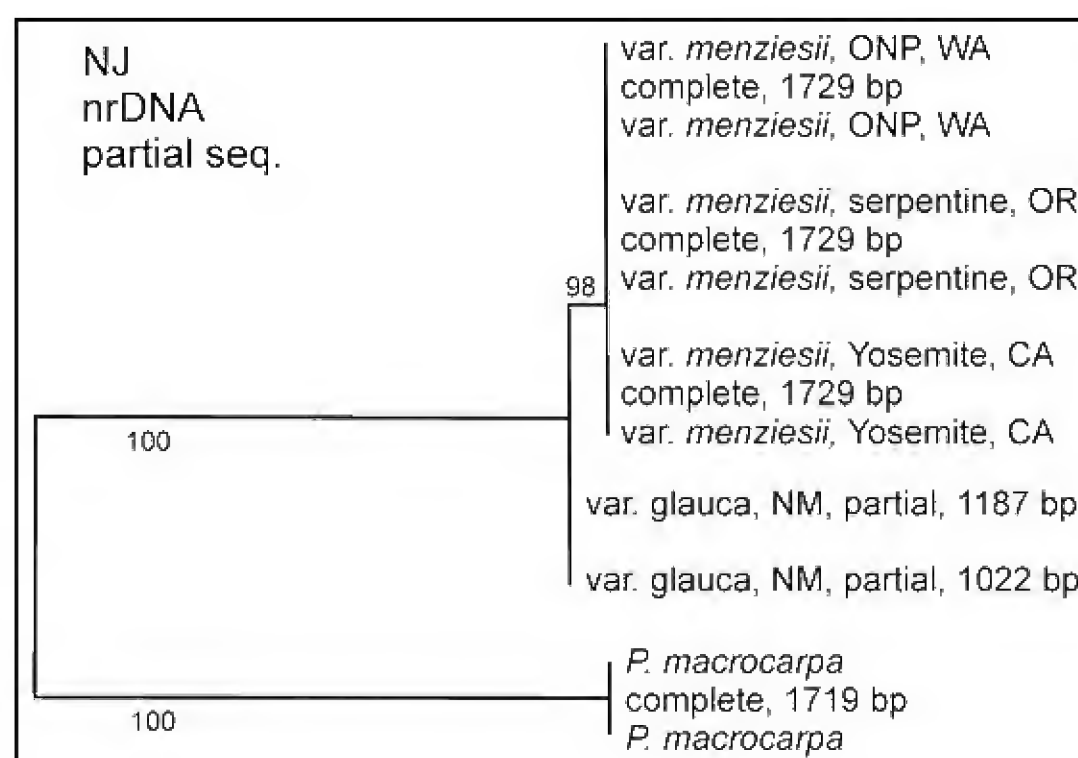 NJ
nrDNA
partial seq.
var. menziesii, ONP, WA
complete, 1729 bp
var. menziesii, ONP, WA
var. menziesii, serpentine, OR
complete, 1729 bp
98
var. menziesii, serpentine, OR
var. menziesii, Yosemite, CA
complete, 1729 bp
100
var. menziesii, Yosemite, CA
var. glauca, NM, partial, 1187 bp
var. glauca, NM, partial, 1022 bp
P. macrocarpa
complete, 1719 bp
100
P. macrocarpa